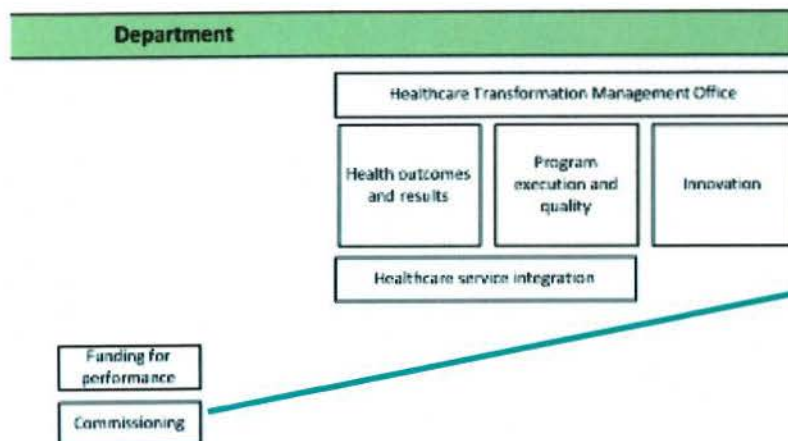 Department
Healthcare Transformation Management Office
Health outcomes
and results
Program
execution and
quality
Innovation
Healthcare service integration
Funding for
performance
Commissioning